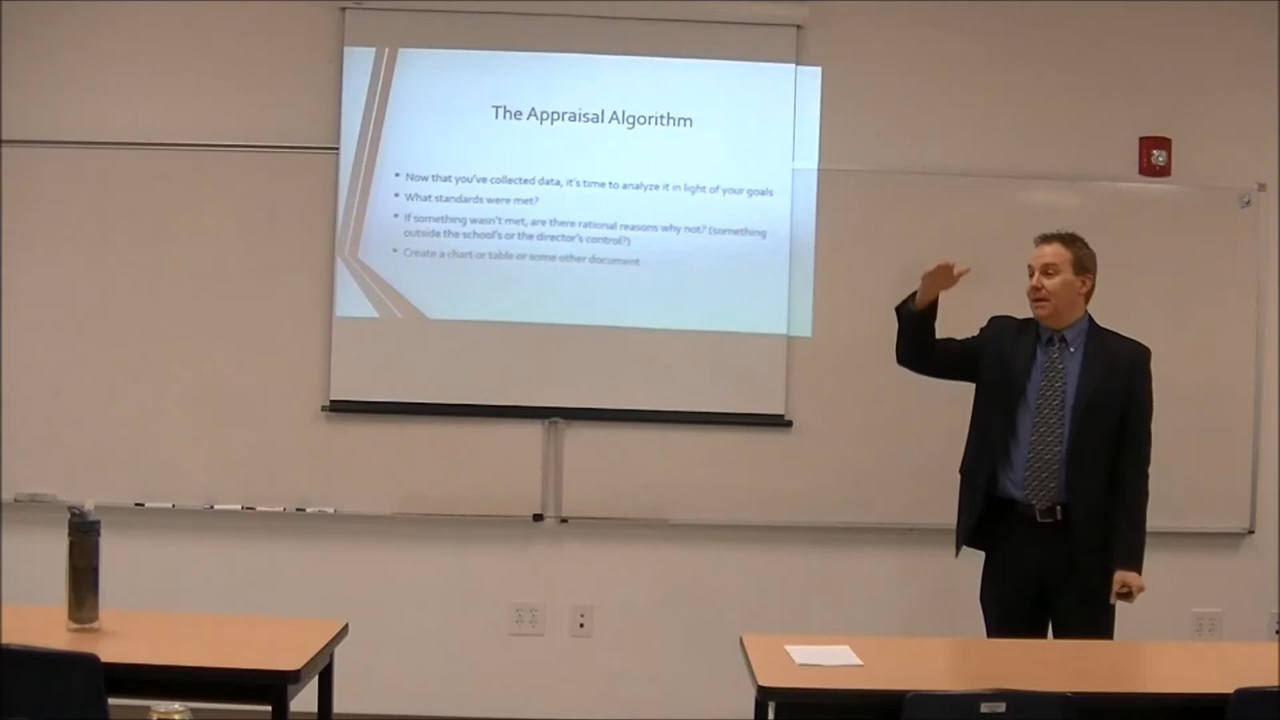 The Appraisal Algorithm
* Now that you've collected data, it's time to analyze it in light of your goals
* What standards were met?
* If something wasn't met, are there rational reasons why not? (something
outside the school's or the director's control?)
* Create a chart or table or some other document